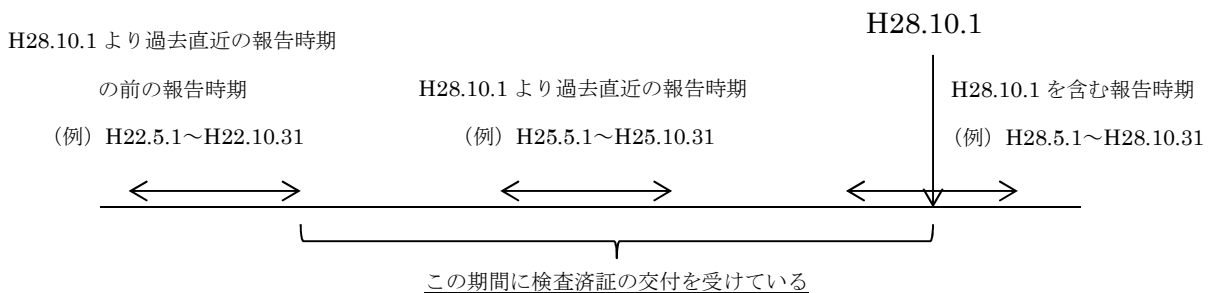 H28.10.1
H28.10.1 より過去直近の報告時期
の前の報告時期
（例）H22.5.1～H22.10.31
H28.10.1 より過去直近の報告時期
（例）H25.5.1～H25.10.31
H28.10.1 を含む報告時期
（例）H28.5.1～H28.10.31
この期間に検査済証の交付を受けている